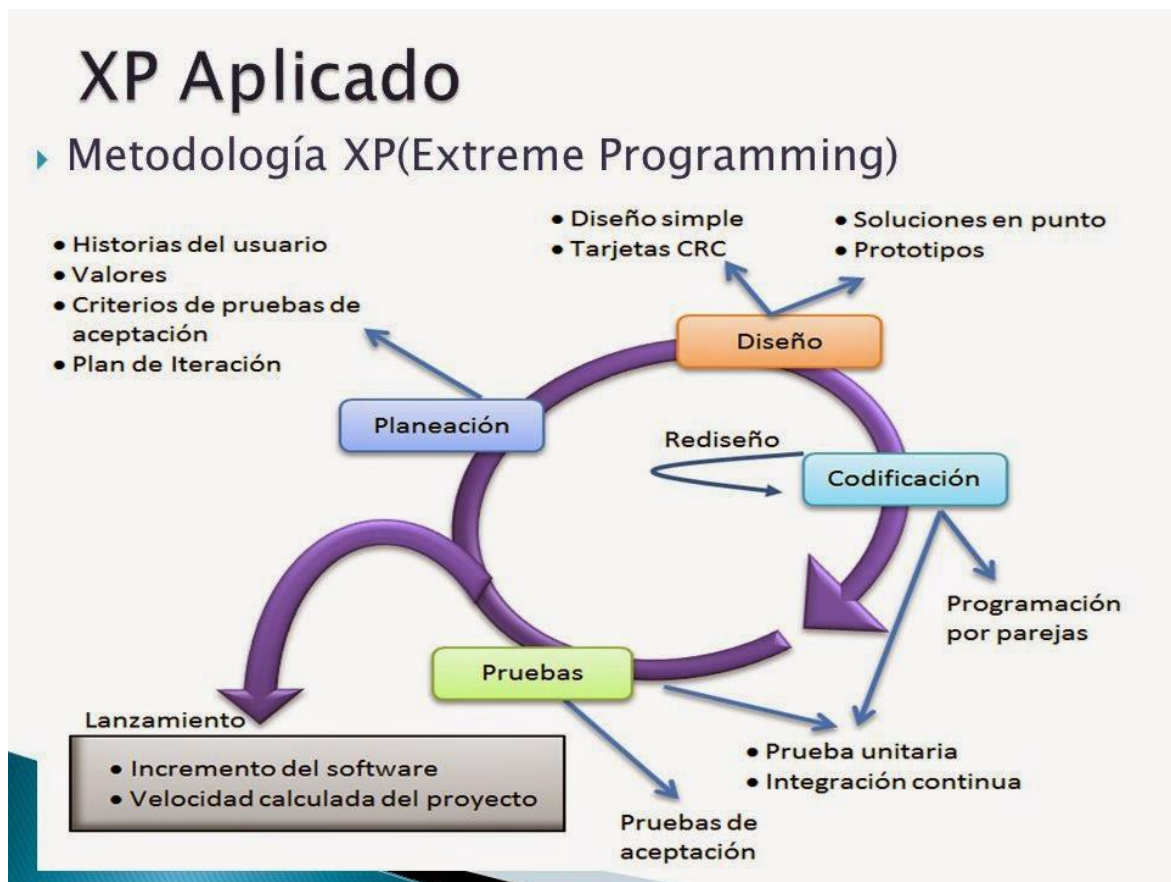 XP Aplicado
Metodología XP(Extreme Programming)
• Historias del usuario
• Valores
• Criterios de pruebas de
aceptación
• Plan de Iteración
• Diseño simple
• Tarjetas CRC
• Soluciones en punto
• Prototipos
Diseño
Planeación
Rediseño
Codificación
Programación
por parejas
Pruebas
Lanzamiento
• Incremento del software
• Velocidad calculada del proyecto
• Prueba unitaria
• Integración continua
Pruebas de
aceptación